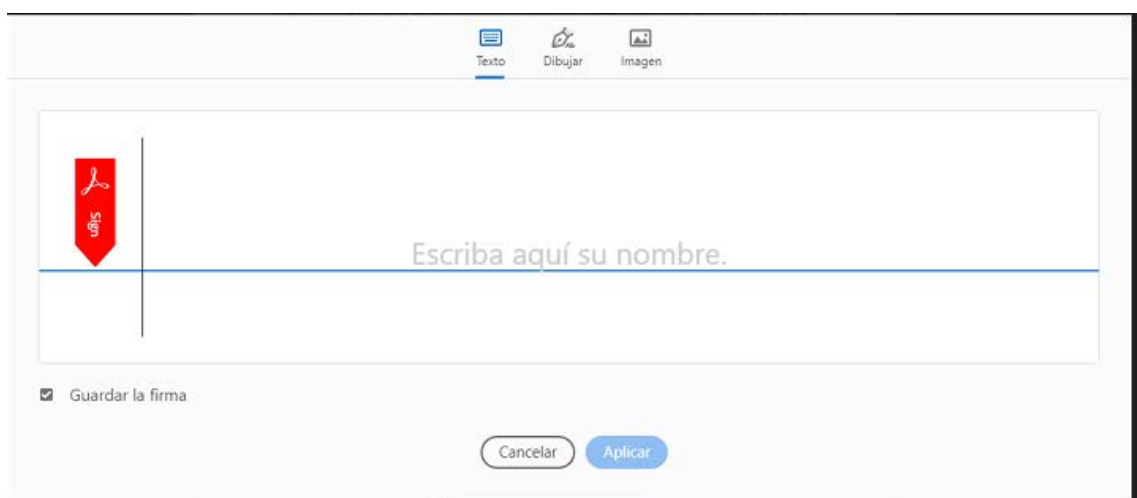 Texto Dibujar Imagen
Sign
Escriba aquí su nombre.
Guardar la firma
Cancelar Aplicar